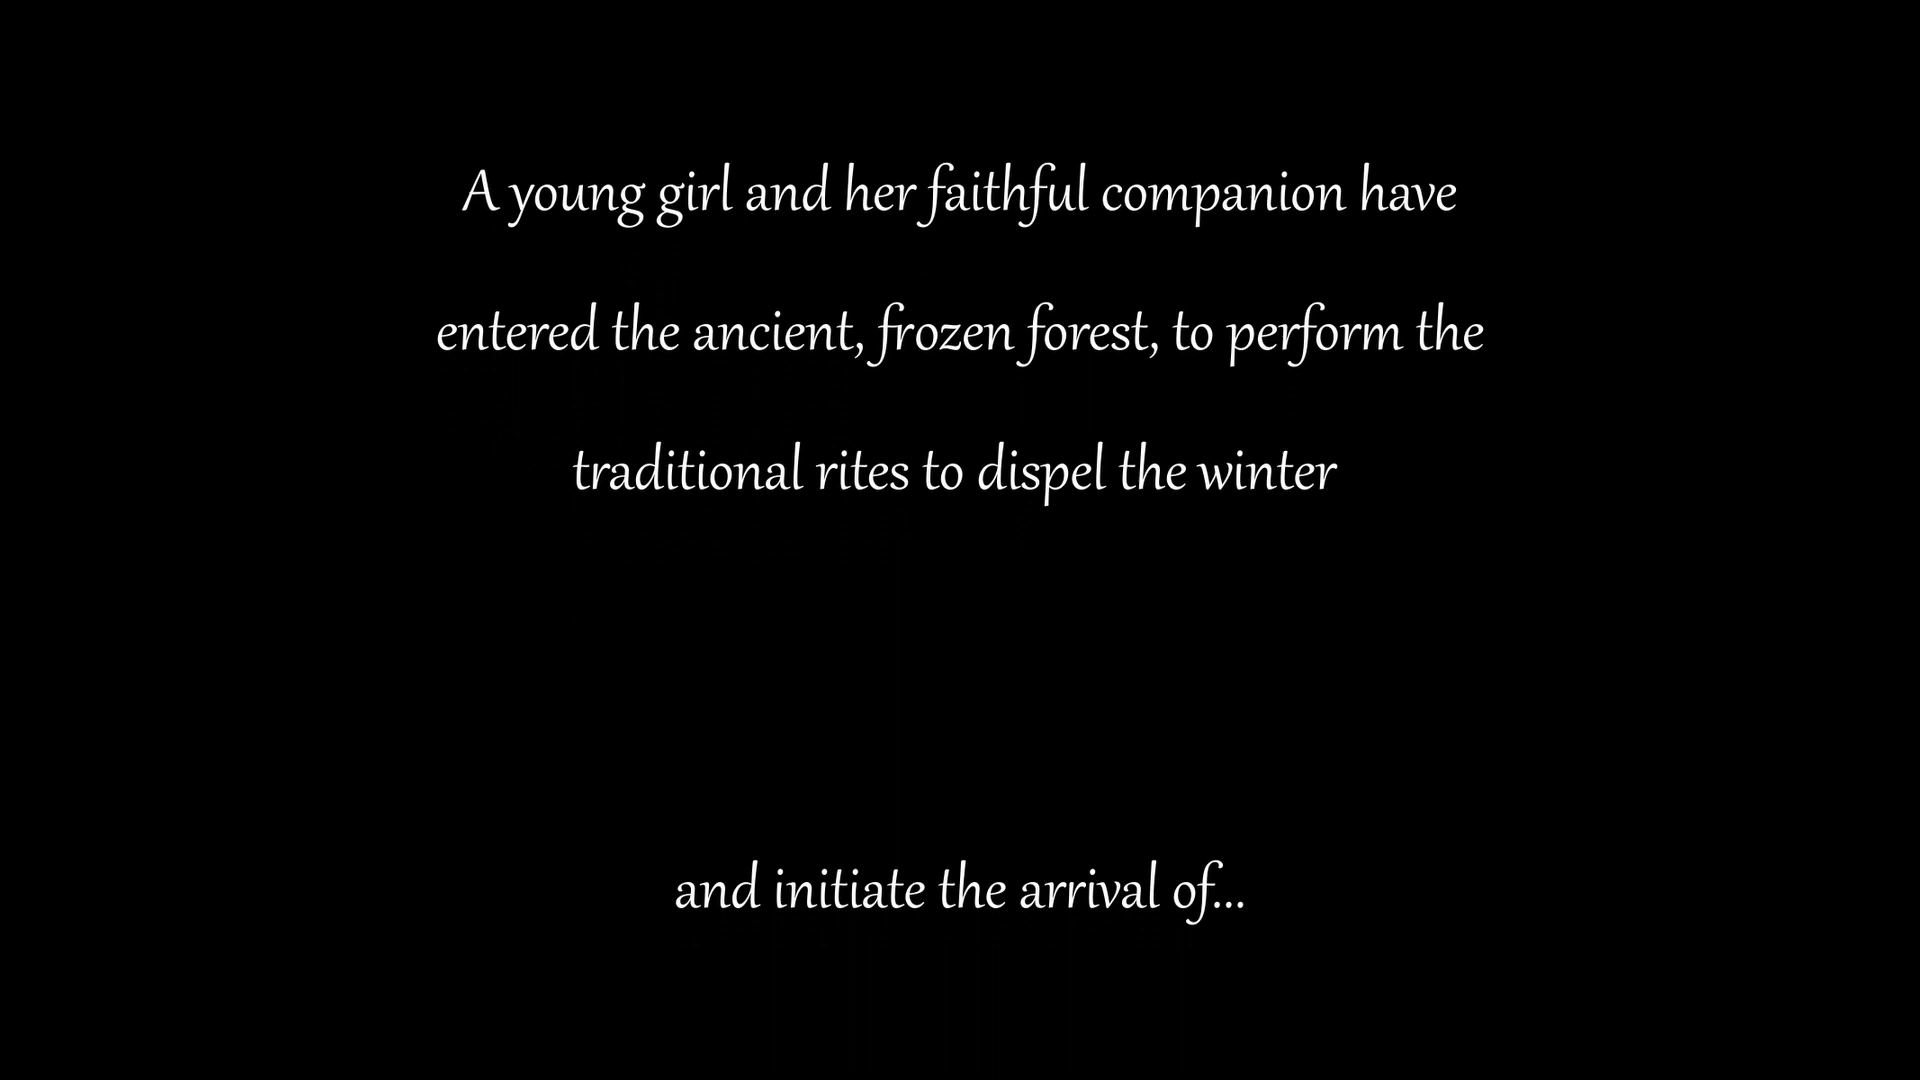 A young girl and her faithful companion have
entered the ancient, frozen forest, to perform the
traditional rites to dispel the winter
and initiate the arrival of...